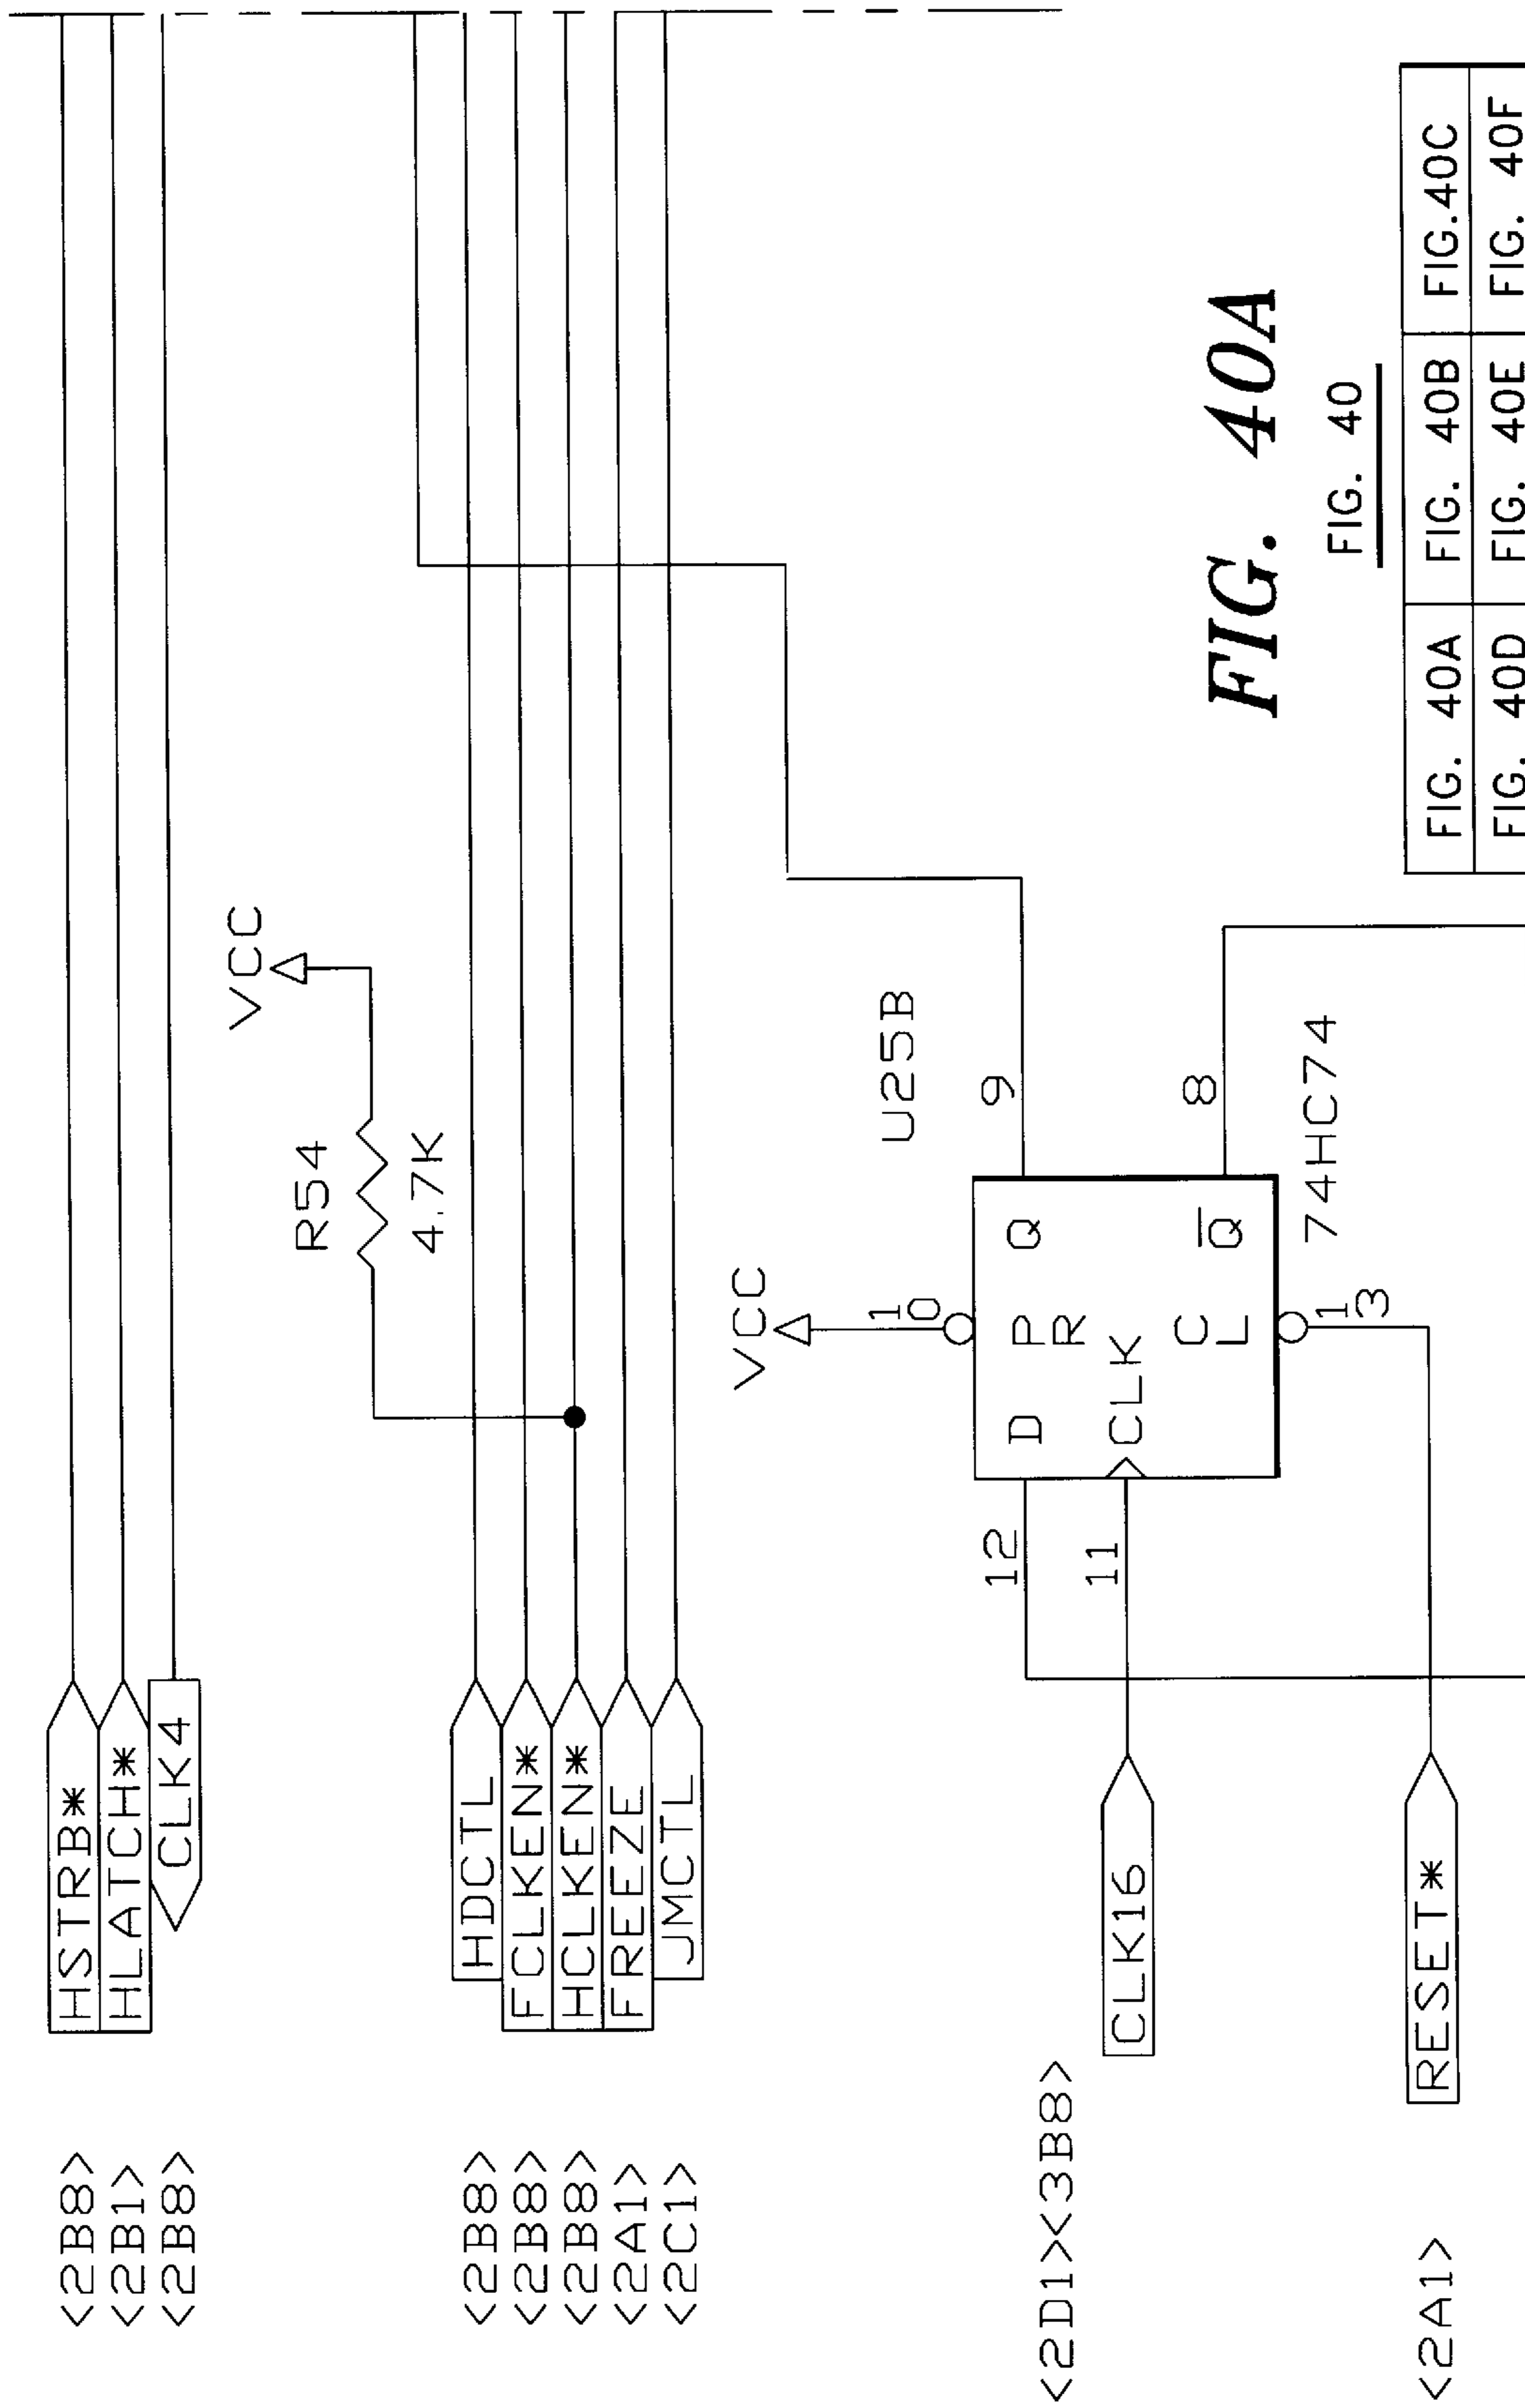 <2B8> HSTRB*
<2B1> HLATCH*
<2B8> CLK4
VCC
R54
4.7K
<2B8> HDCTL
<2B8> FCLKEN*
<2B8> HCLKEN*
<2A1> FREEZE
<2C1> JMCTL
VCC
U25B
10
12 D PR Q 9
<2D1><3B8>
CLK16 11 CLK
CL Q̅ 8
13
74HC74
<2A1> RESET*
FIG. 40A
FIG. 40
FIG. 40A FIG. 40B FIG.40C
FIG. 40D FIG. 40E FIG. 40F